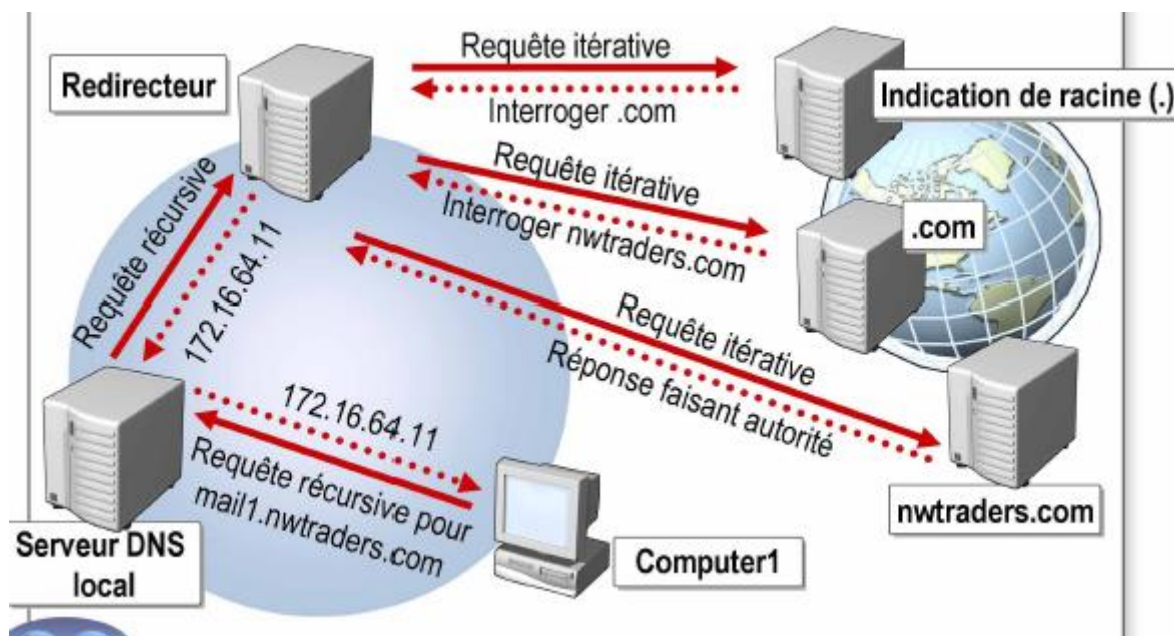 Redirecteur
Requête itérative
Interroger .com
Indication de racine (.)
Requête itérative
Interroger nwtraders.com
.com
Requête récursive
172.16.64.11
Requête itérative
Réponse faisant autorité
nwtraders.com
172.16.64.11
Requête récursive pour
mail1.nwtraders.com
Serveur DNS
local
Computer1